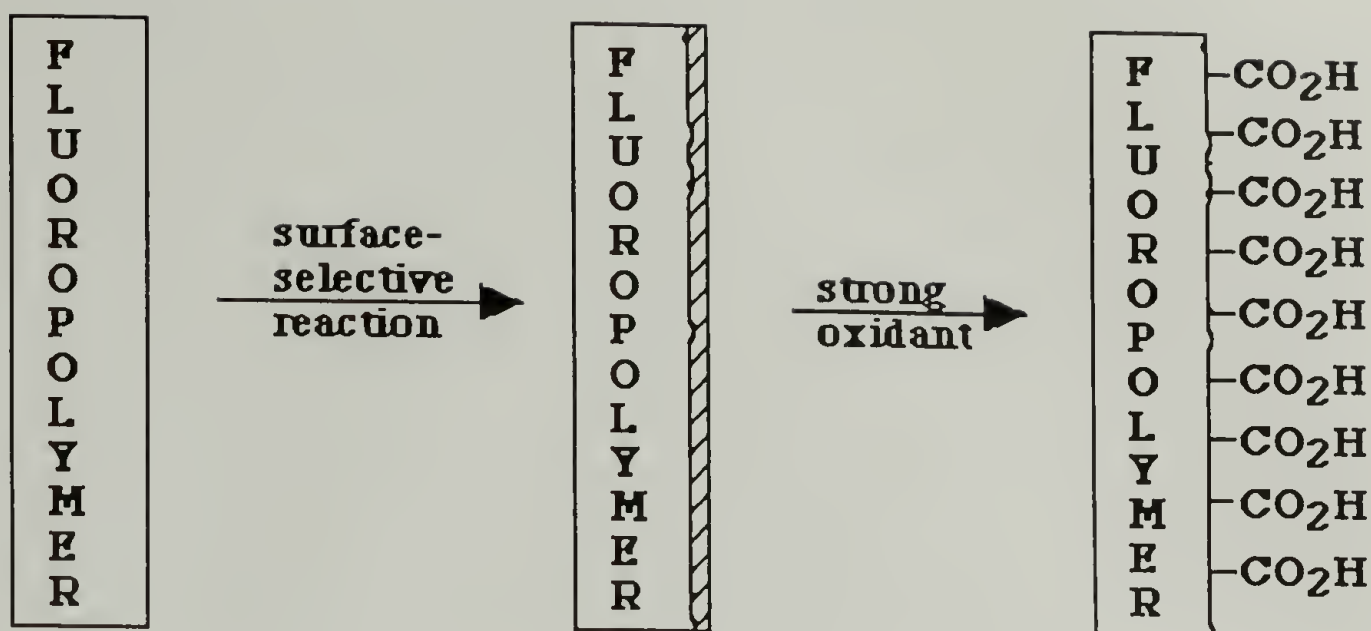 FLUOROPOLYMER
surface-
selective
reaction
FLUOROPOLYMER
strong
oxidant
FLUOROPOLYMER
CO₂H
CO₂H
CO₂H
CO₂H
CO₂H
CO₂H
CO₂H
CO₂H
CO₂H